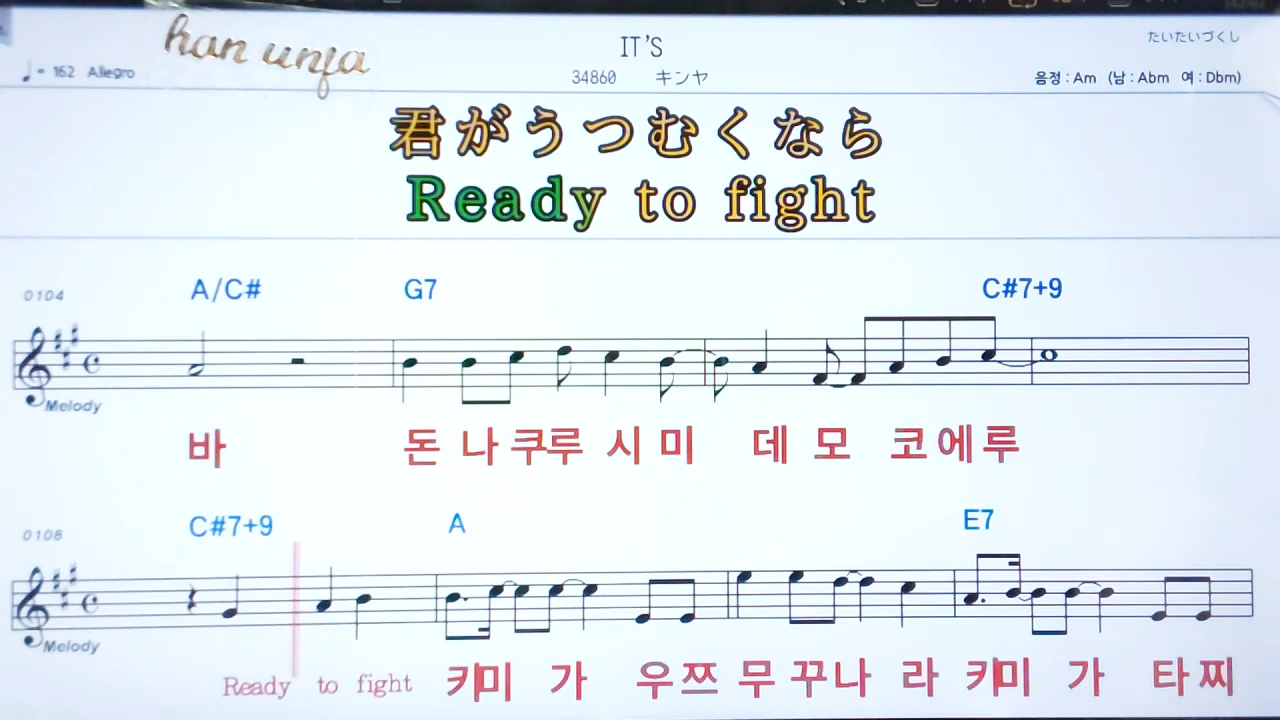 han unja
IT'S
たいたいづくし
♩= 162 Allegro
34860 キンヤ
음정 : Am (남 : Abm 여 : Dbm)
君がうつむくなら
Ready to fight
0104 A/C# G7 C#7+9
Melody
바 돈 나 쿠루 시 미 데 모 코에루
0108 C#7+9 A E7
Melody
Ready to fight 키미 가 우쯔 무 꾸나 라 키미 가 타 찌